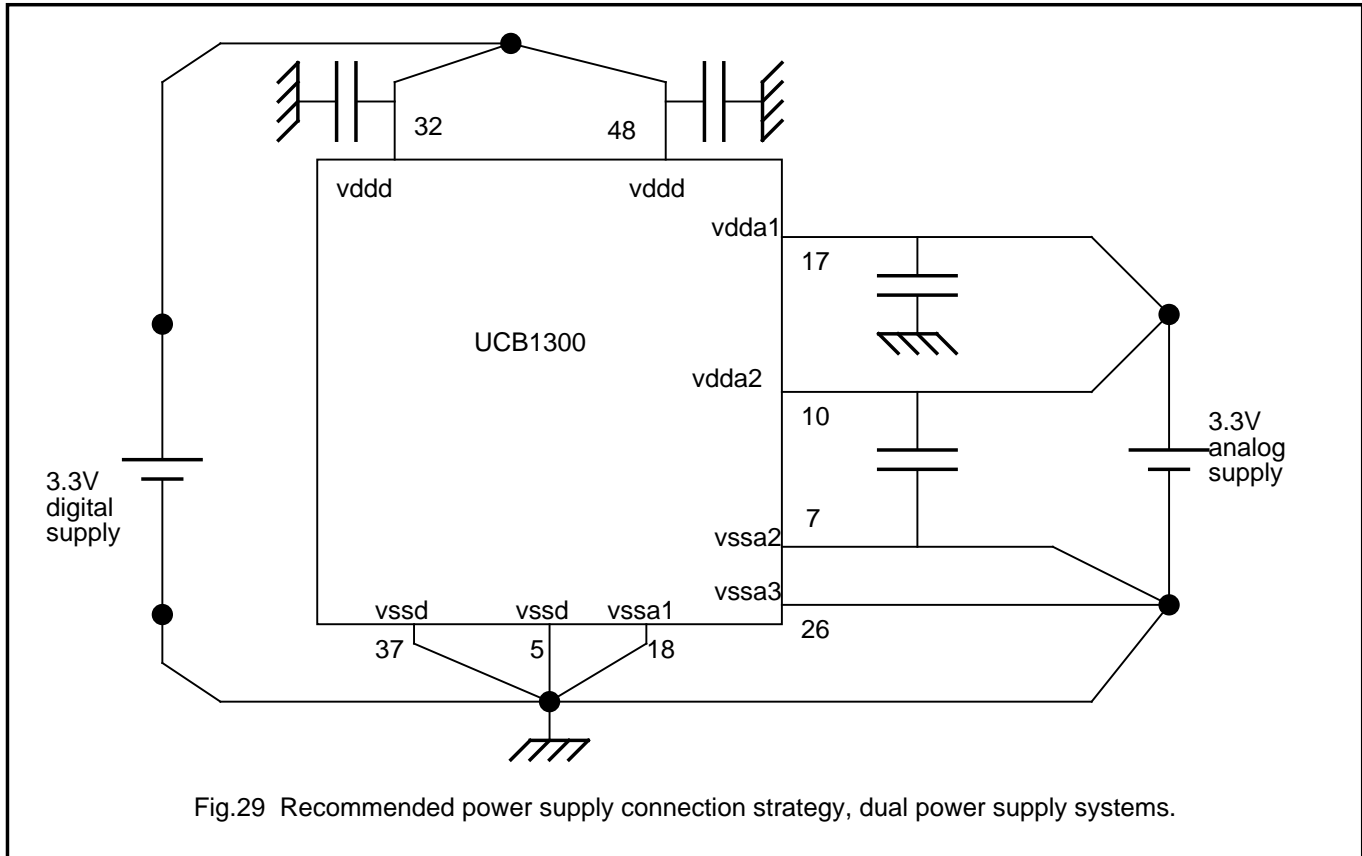 32
48
vddd
vddd
vdda1
17
UCB1300
vdda2
10
3.3V
analog
supply
3.3V
digital
supply
7
vssa2
vssa3
26
vssd
vssd
vssa1
37
5
18
Fig.29 Recommended power supply connection strategy, dual power supply systems.